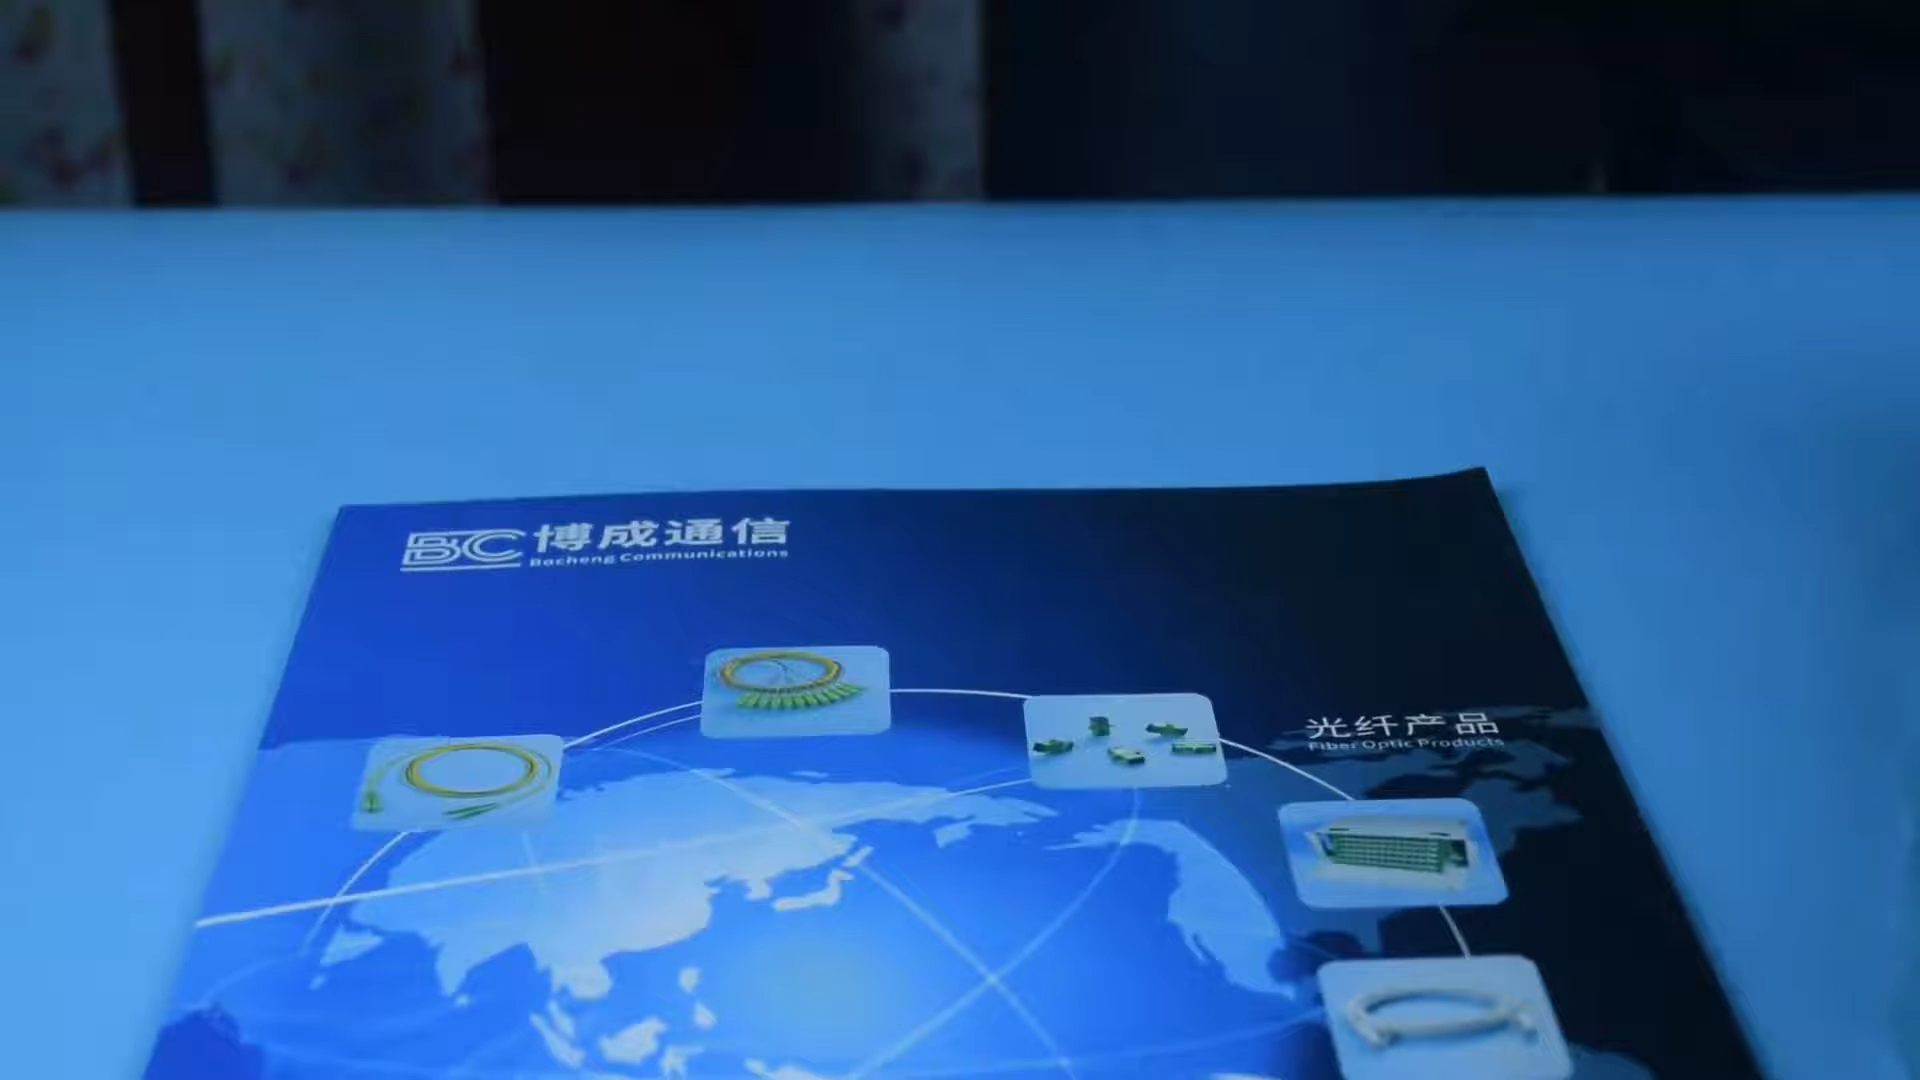 BC 博成通信
Bocheng Communications
光纤产品
Fiber Optic Products